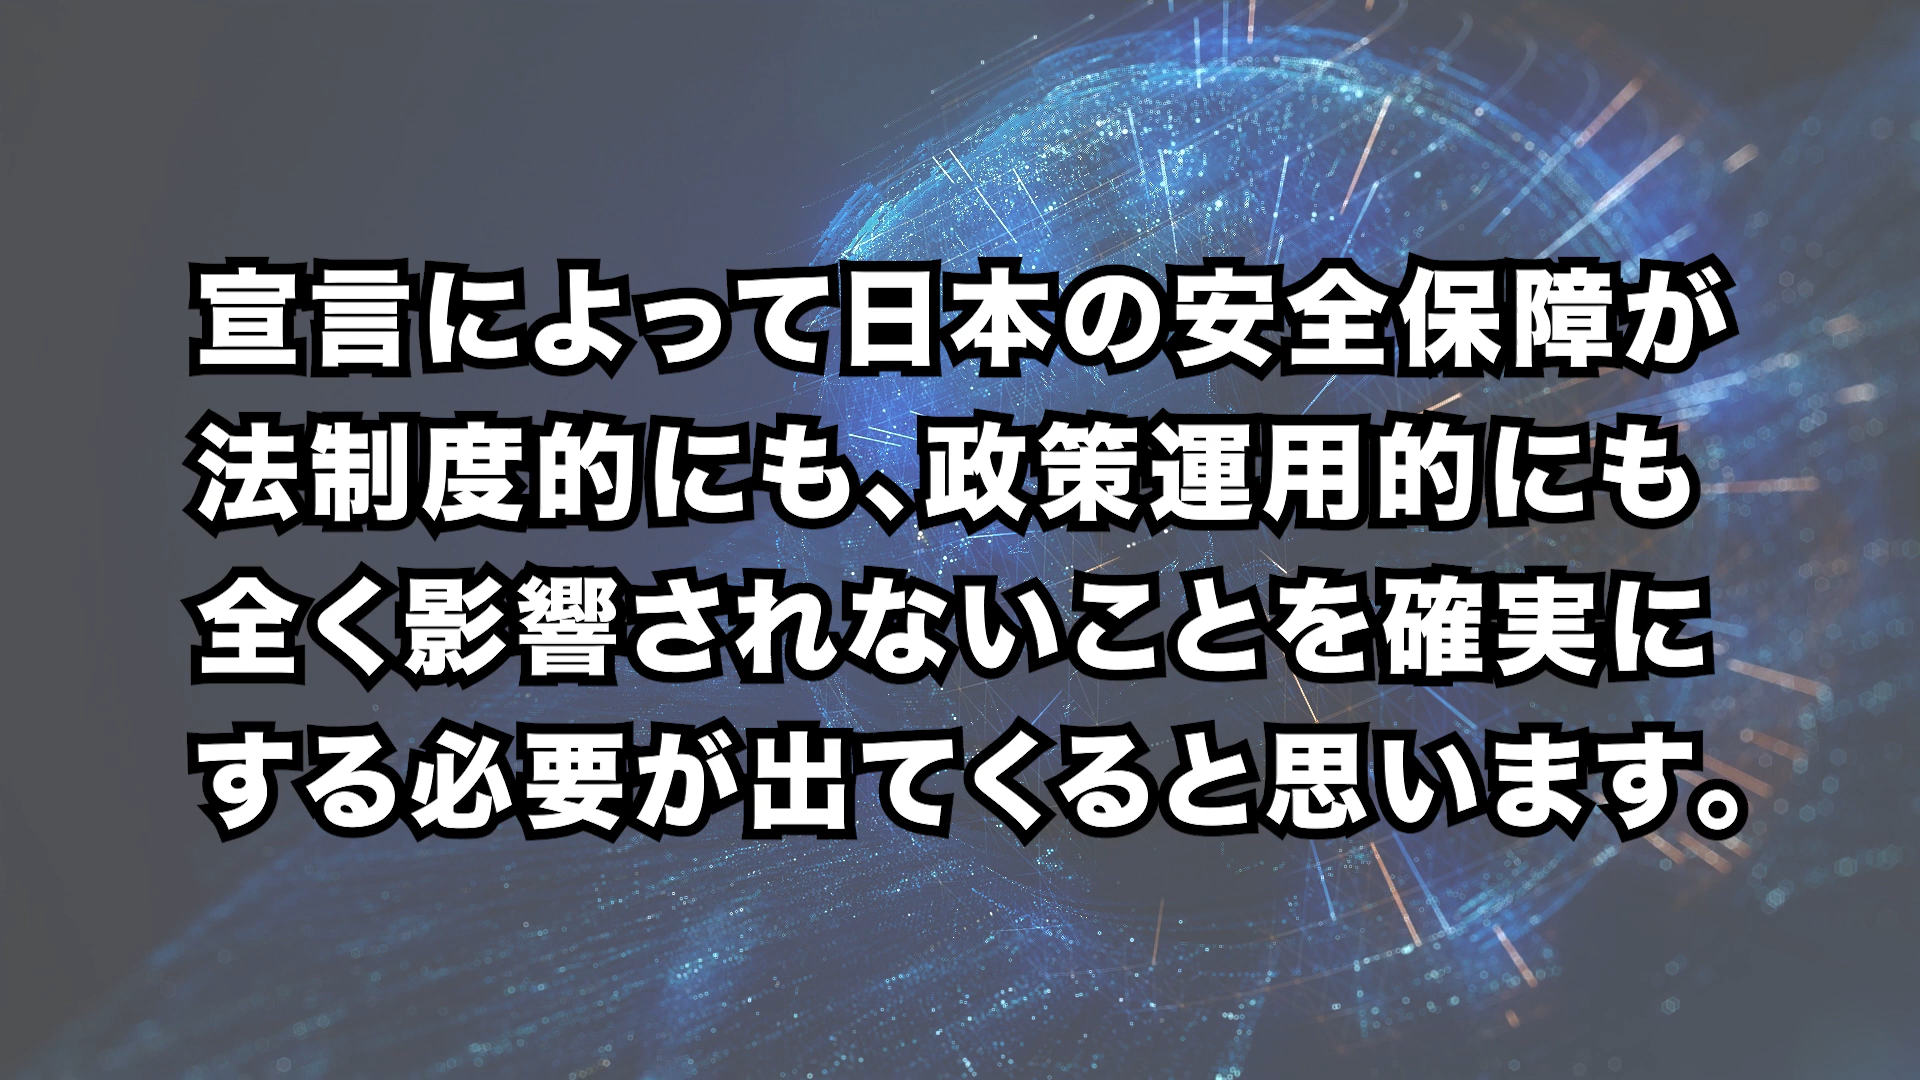 宣言によって日本の安全保障が
法制度的にも、政策運用的にも
全く影響されないことを確実に
する必要が出てくると思います。